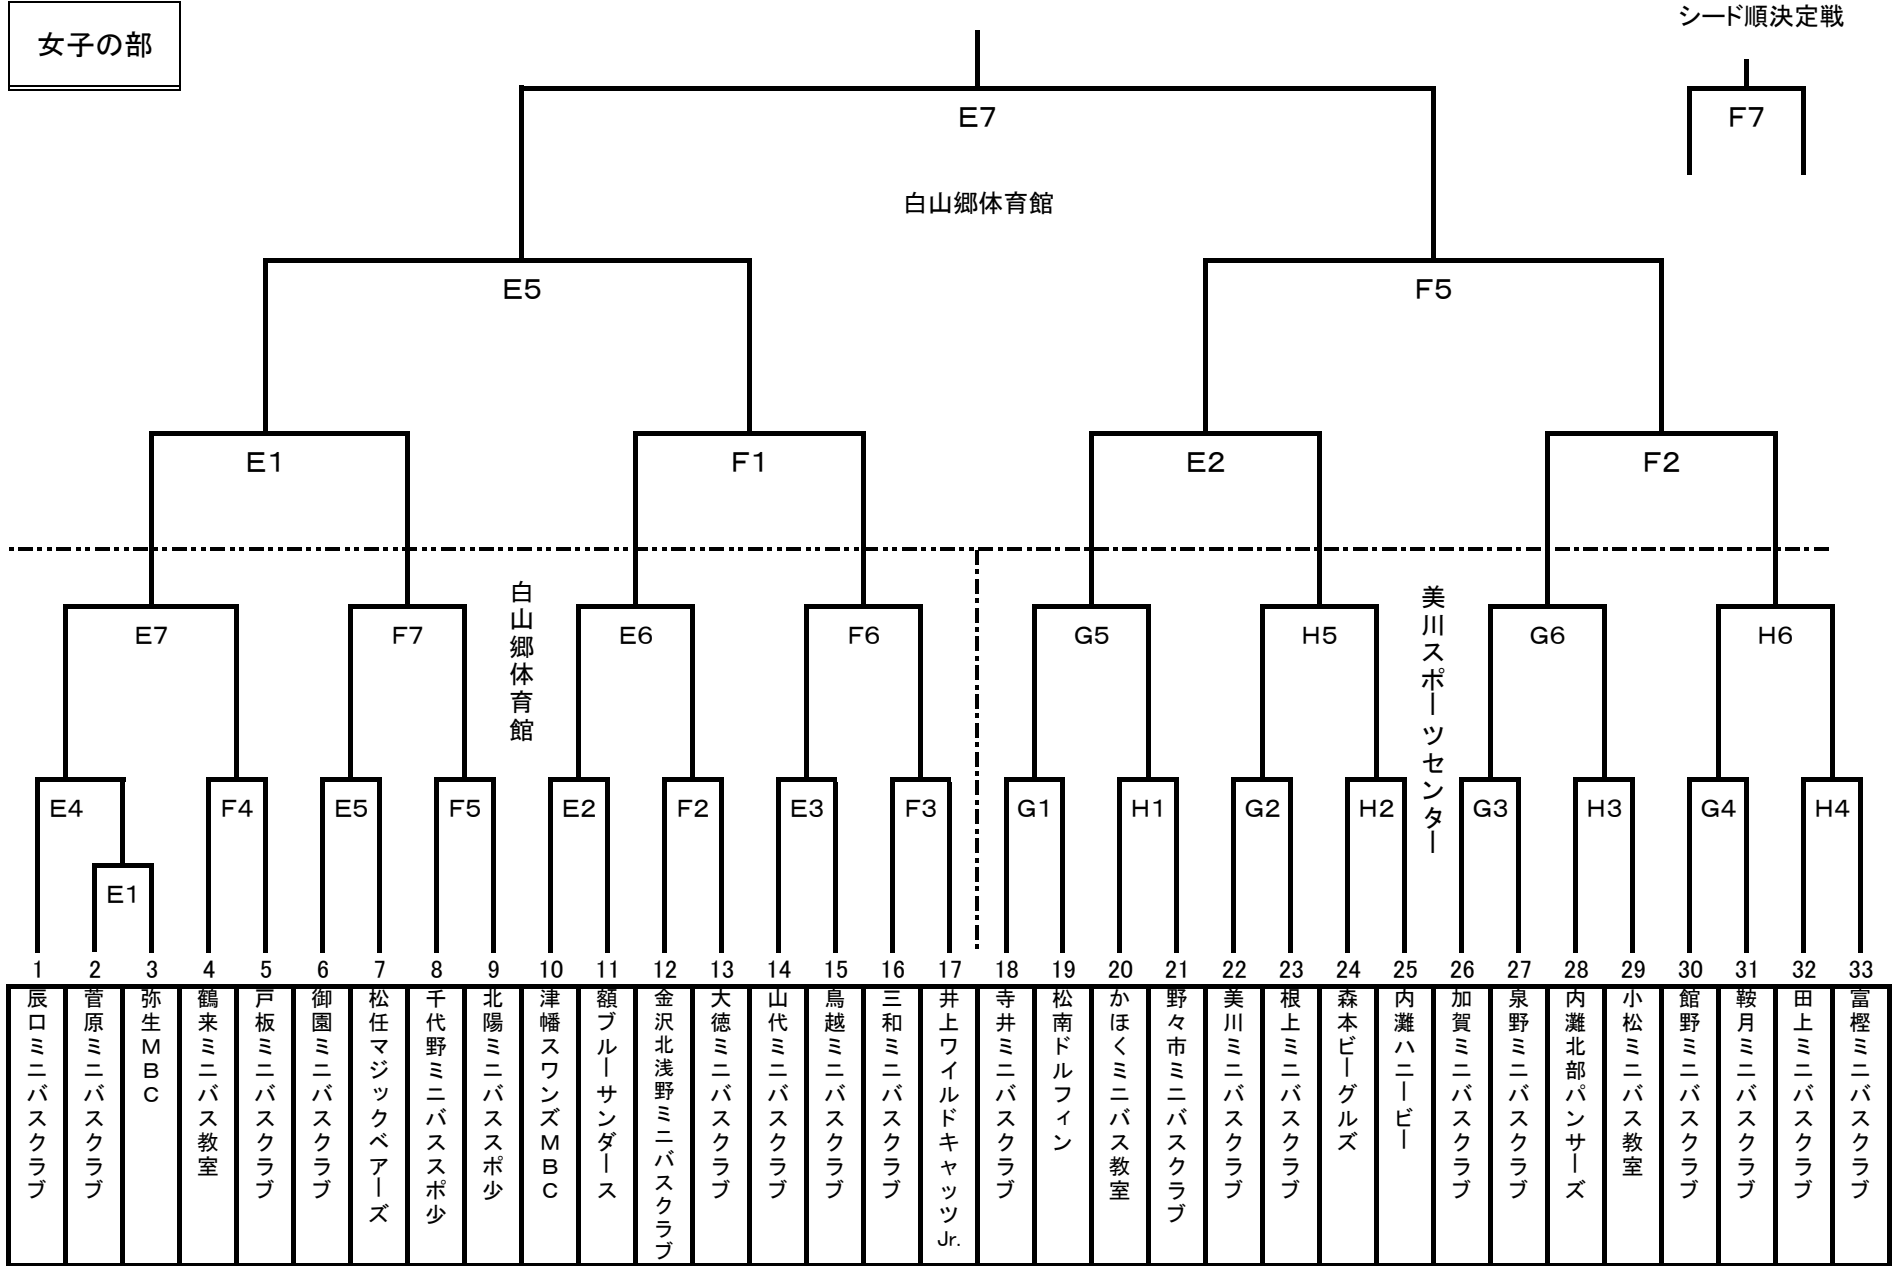 女子の部
シード順決定戦
E7
F7
白山郷体育館
E5
F5
E1
F1
E2
F2
白山郷体育館
美川スポーツセンター
E7
F7
E6
F6
G5
H5
G6
H6
E4
F4
E5
F5
E2
F2
E3
F3
G1
H1
G2
H2
G3
H3
G4
H4
E1
1
2
3
4
5
6
7
8
9
10
11
12
13
14
15
16
17
18
19
20
21
22
23
24
25
26
27
28
29
30
31
32
33
辰口ミニバスクラブ
菅原ミニバスクラブ
弥生MBC
鶴来ミニバス教室
戸板ミニバスクラブ
御園ミニバスクラブ
松任マジックベアーズ
千代野ミニバススポ少
北陽ミニバススポ少
津幡スワンズMBC
額ブルーサンダース
金沢北浅野ミニバスクラブ
大徳ミニバスクラブ
山代ミニバスクラブ
鳥越ミニバスクラブ
三和ミニバスクラブ
井上ワイルドキャッツJr.
寺井ミニバスクラブ
松南ドルフィン
かほくミニバス教室
野々市ミニバスクラブ
美川ミニバスクラブ
根上ミニバスクラブ
森本ビーグルズ
内灘ハニービー
加賀ミニバスクラブ
泉野ミニバスクラブ
内灘北部パンサーズ
小松ミニバス教室
館野ミニバスクラブ
鞍月ミニバスクラブ
田上ミニバスクラブ
富樫ミニバスクラブ